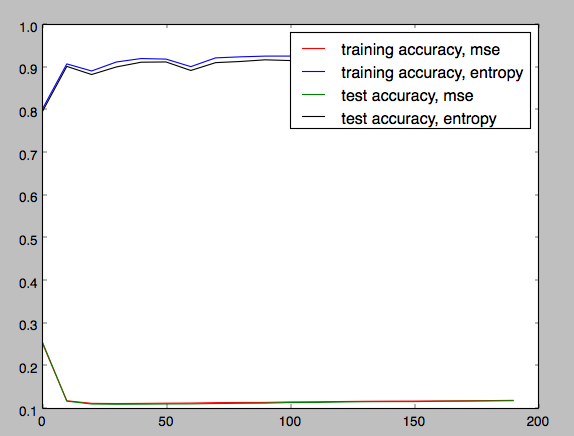 1.0
0.9
0.8
0.7
0.6
0.5
0.4
0.3
0.2
0.1
training accuracy, mse
training accuracy, entropy
test accuracy, mse
test accuracy, entropy
0 50 100 150 200